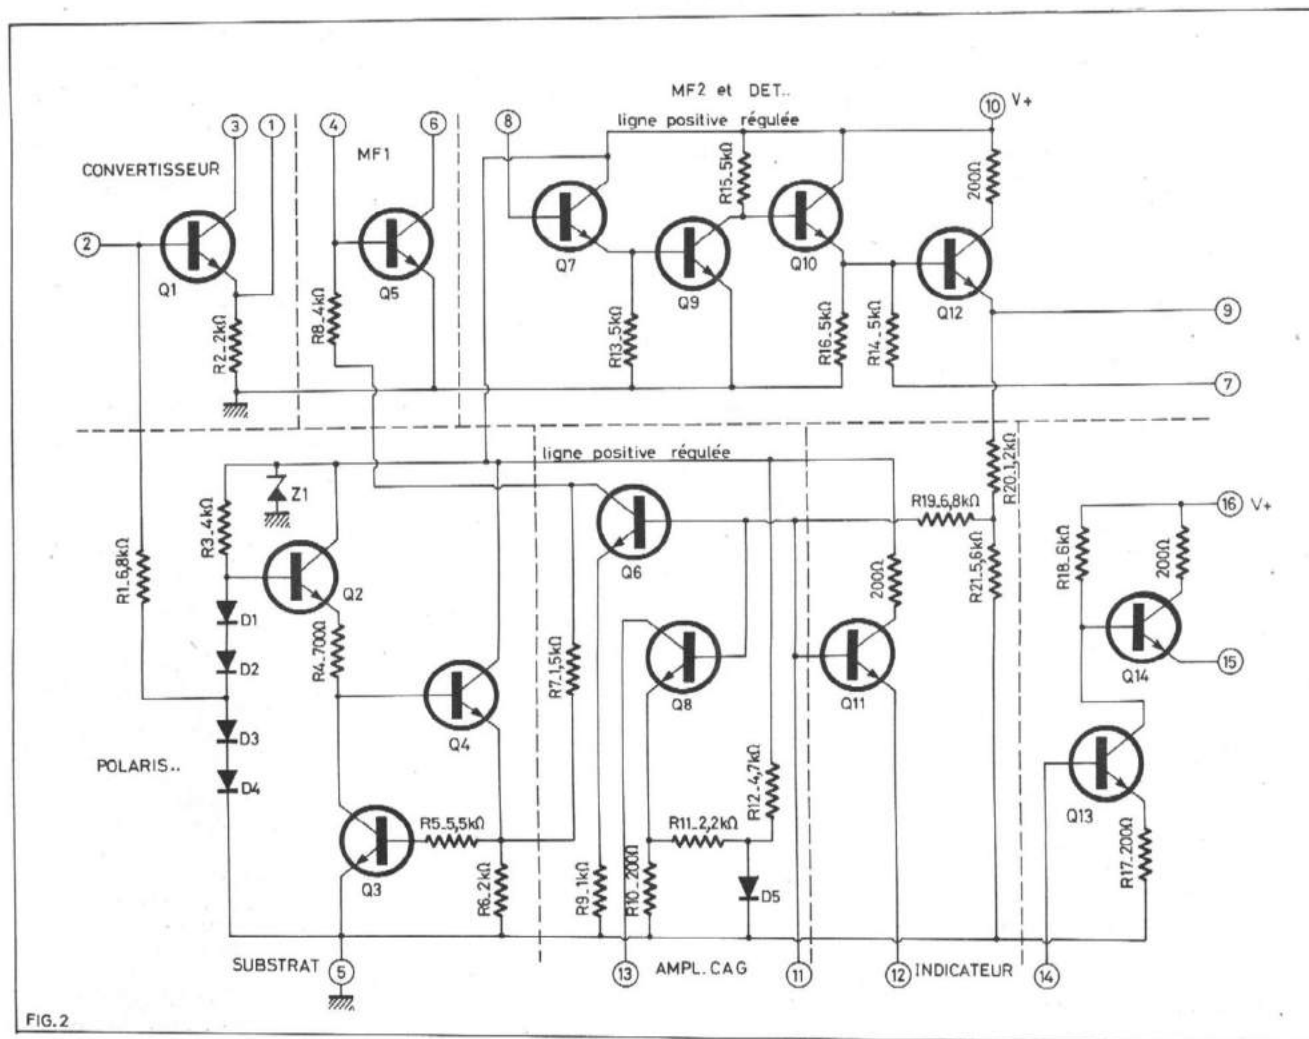 MF2 et DET..
10 V+
3 1 4 6 8 ligne positive régulée
CONVERTISSEUR
MF1
R15_5kΩ
200Ω
2
Q1
Q5
Q7
Q9
Q10
Q12
R2_2kΩ
R8_4kΩ
R13_5kΩ
R16_5kΩ
R14_5kΩ
9
7
ligne positive régulée
Z1
R3_4kΩ
R1_6,8kΩ
Q2
D1
R4_700Ω
D2
Q6
R19_6,8kΩ
R20_1,2kΩ
16 V+
R18_6kΩ
200Ω
200Ω
R21_5,6kΩ
R7_1,5kΩ
Q8
Q11
Q14
15
D3
Q4
POLARIS..
D4
R12_4,7kΩ
Q13
R5_5,5kΩ
R11_2,2kΩ
Q3
R6_2kΩ
R9_1kΩ
R10_200Ω
D5
R17_200Ω
SUBSTRAT 5
13 AMPL.CAG 11
12 INDICATEUR 14
FIG.2